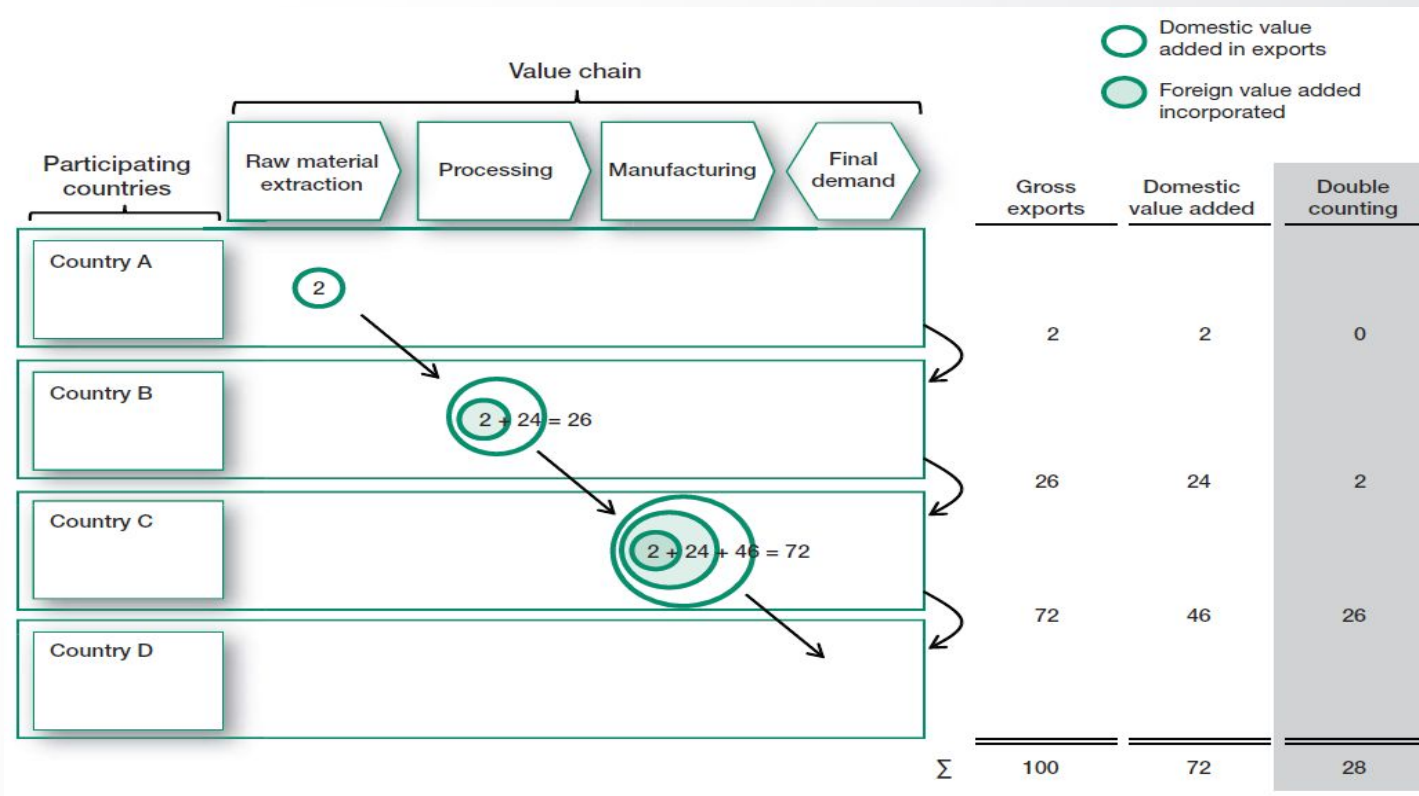 Domestic value
added in exports
Foreign value added
incorporated
Value chain
Participating
countries
Raw material
extraction
Processing
Manufacturing
Final
demand
Gross
exports
Domestic
value added
Double
counting
Country A
2
2
2
0
Country B
2 + 24 = 26
26
24
2
Country C
2 + 24 + 46 = 72
72
46
26
Country D
Σ
100
72
28